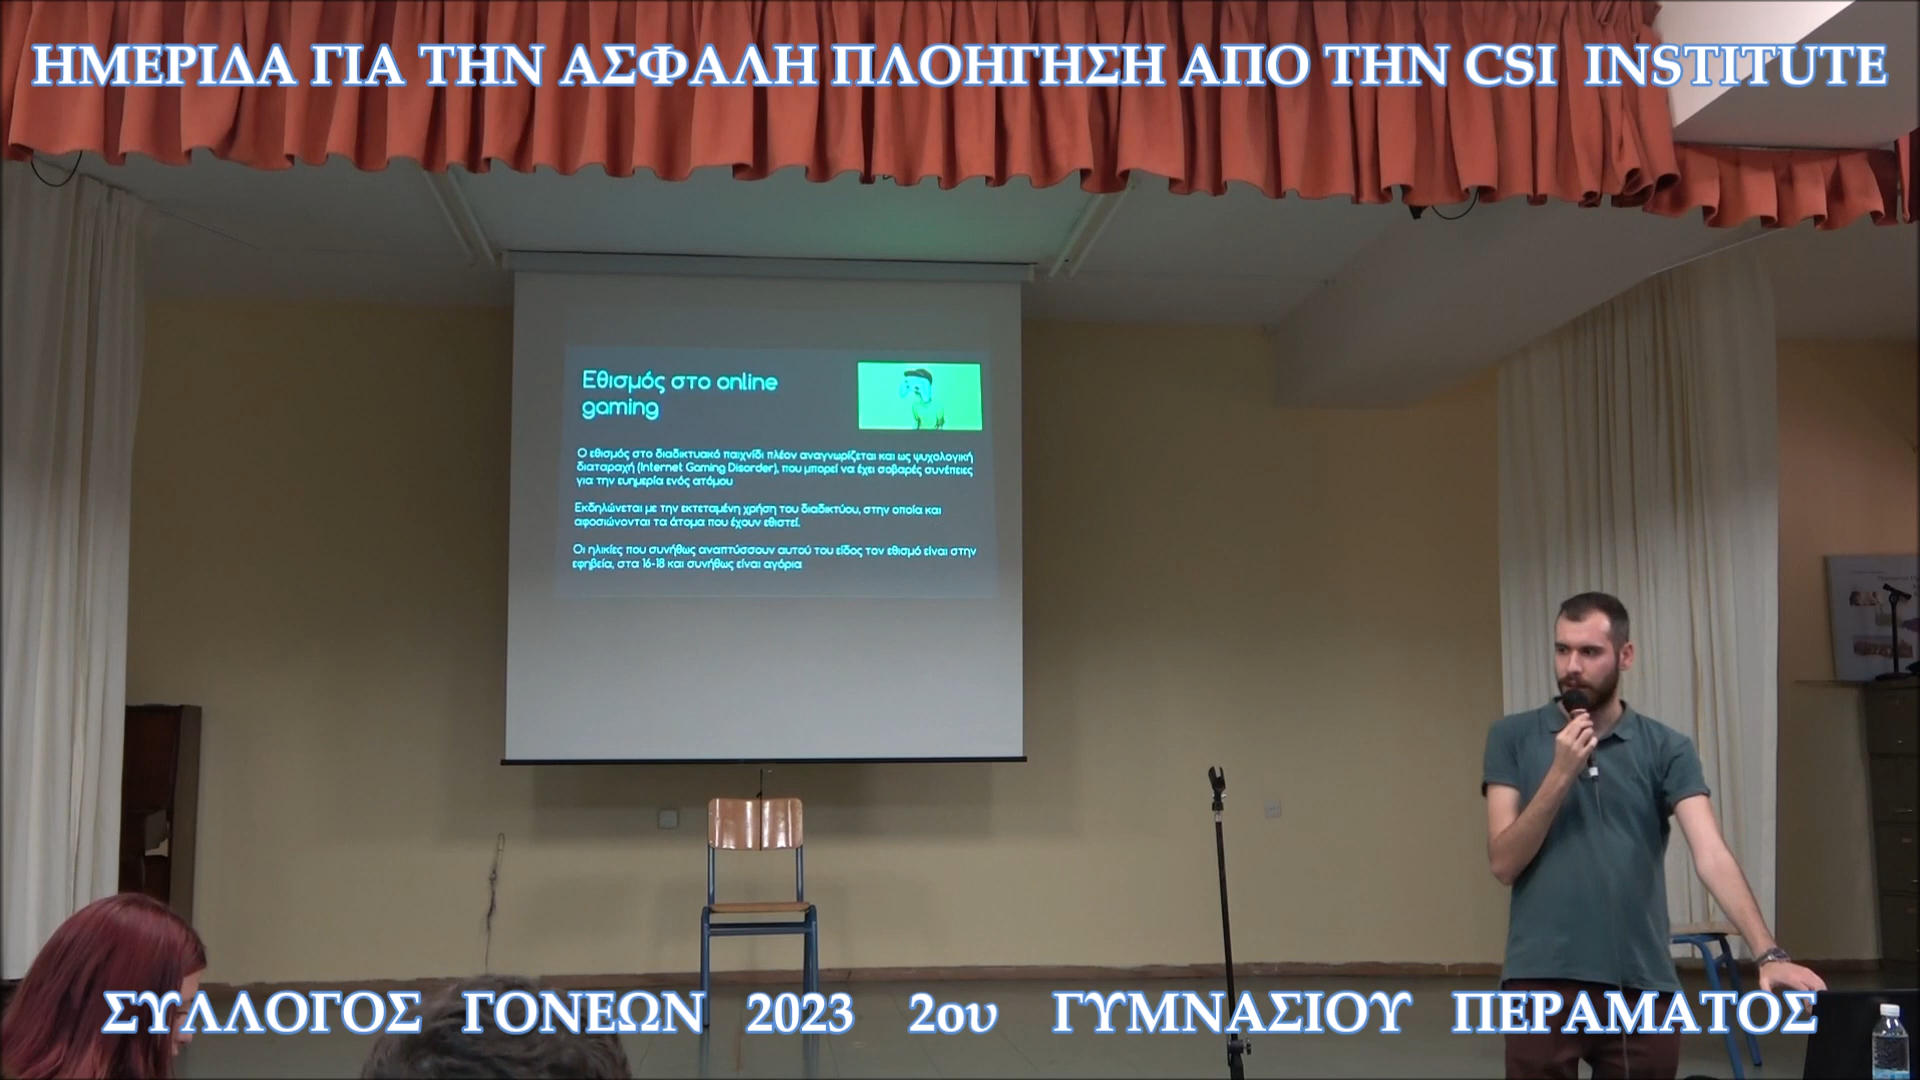 ΗΜΕΡΙΔΑ ΓΙΑ ΤΗΝ ΑΣΦΑΛΗ ΠΛΟΗΓΗΣΗ ΑΠΟ ΤΗΝ CSI INSTITUTE
Εθισμός στο online
gaming
Ο εθισμός στο διαδικτυακό παιχνίδι πλέον αναγνωρίζεται και ως ψυχολογική
διαταραχή (Internet Gaming Disorder), που μπορεί να έχει σοβαρές συνέπειες
για την ευημερία ενός ατόμου
Εκδηλώνεται με την εκτεταμένη χρήση του διαδικτύου, στην οποία και
αφοσιώνονται τα άτομα που έχουν εθιστεί.
Οι ηλικίες που συνήθως αναπτύσσουν αυτού του είδος τον εθισμό είναι στην
εφηβεία, στα 16-18 και συνήθως είναι αγόρια
ΣΥΛΛΟΓΟΣ ΓΟΝΕΩΝ 2023 2ου ΓΥΜΝΑΣΙΟΥ ΠΕΡΑΜΑΤΟΣ